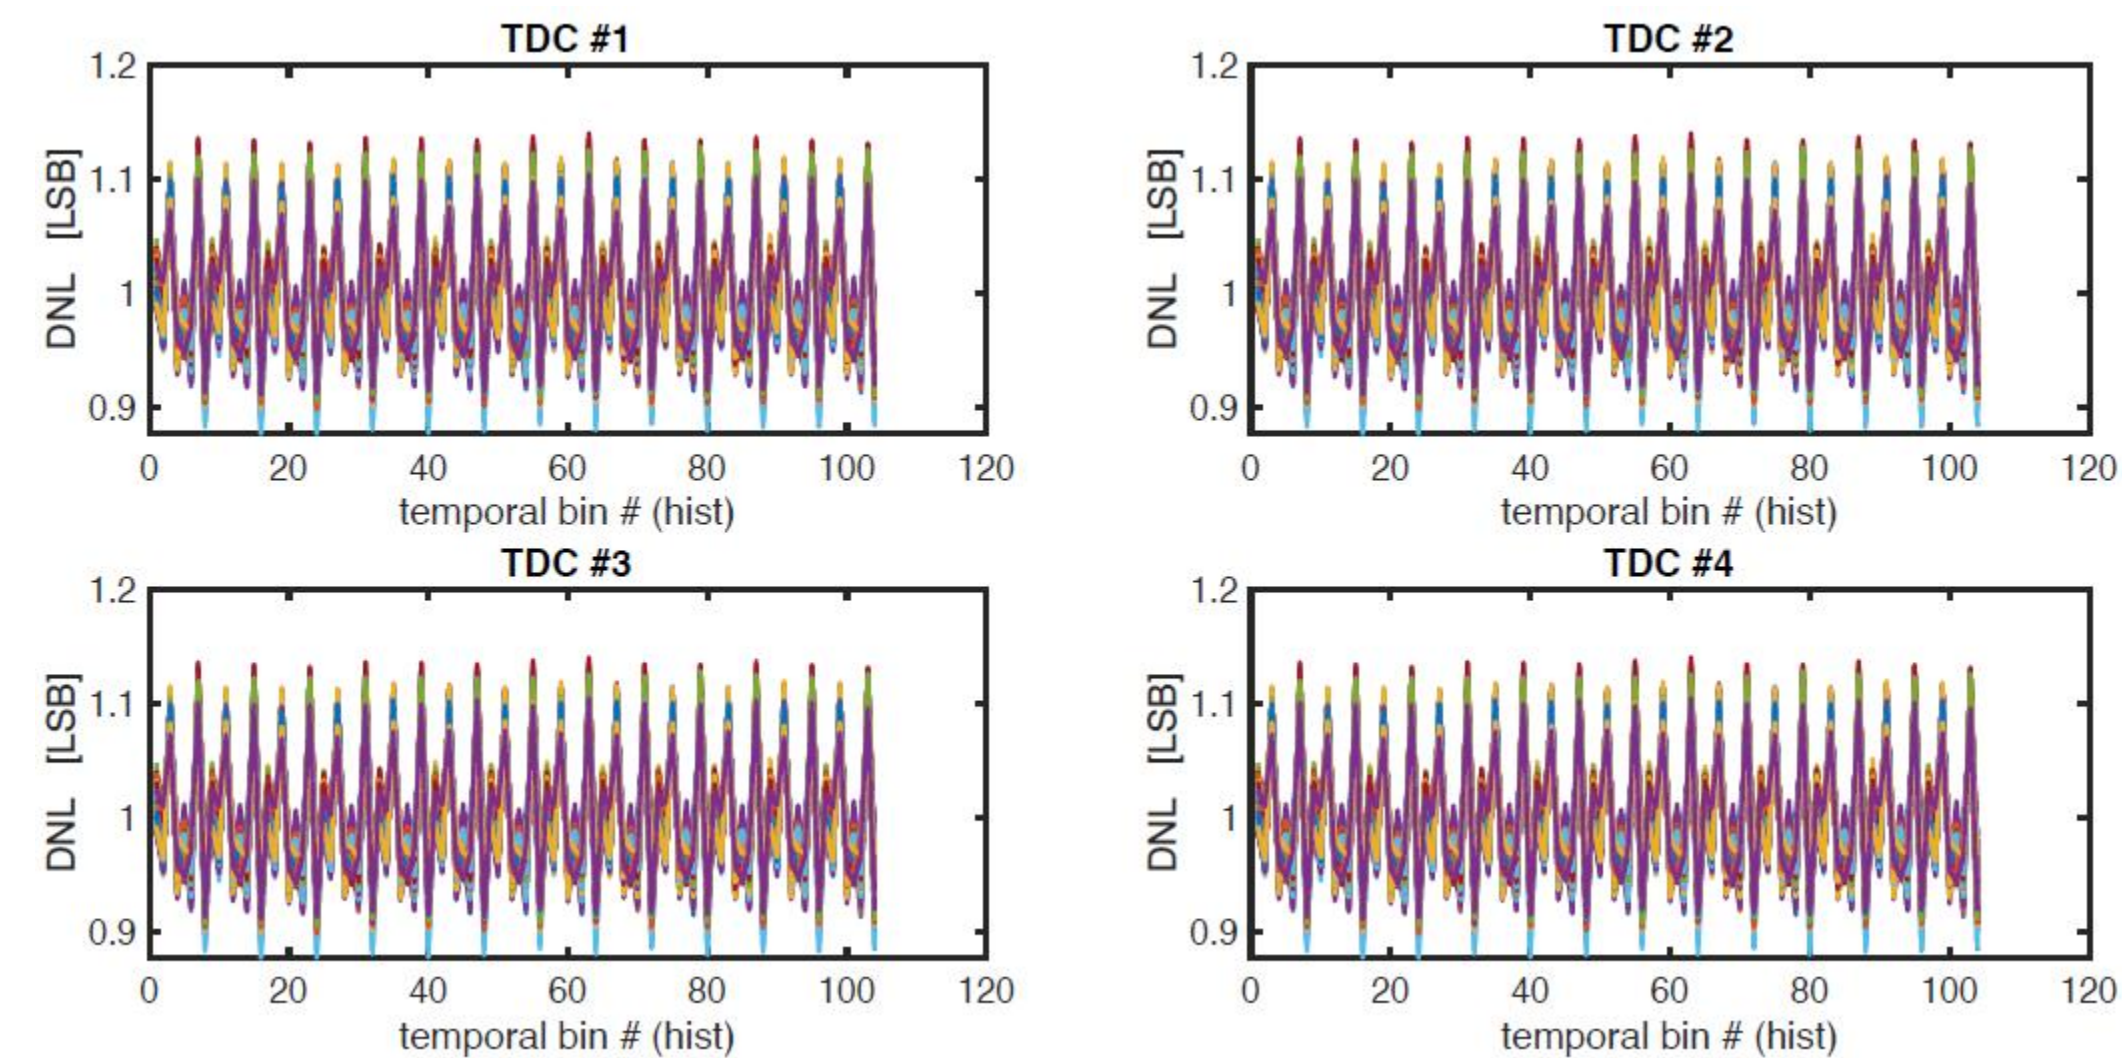 TDC #1
1.2
1.1
1
0.9
DNL [LSB]
0 20 40 60 80 100 120
temporal bin # (hist)
TDC #2
1.2
1.1
1
0.9
DNL [LSB]
0 20 40 60 80 100 120
temporal bin # (hist)
TDC #3
1.2
1.1
1
0.9
DNL [LSB]
0 20 40 60 80 100 120
temporal bin # (hist)
TDC #4
1.2
1.1
1
0.9
DNL [LSB]
0 20 40 60 80 100 120
temporal bin # (hist)